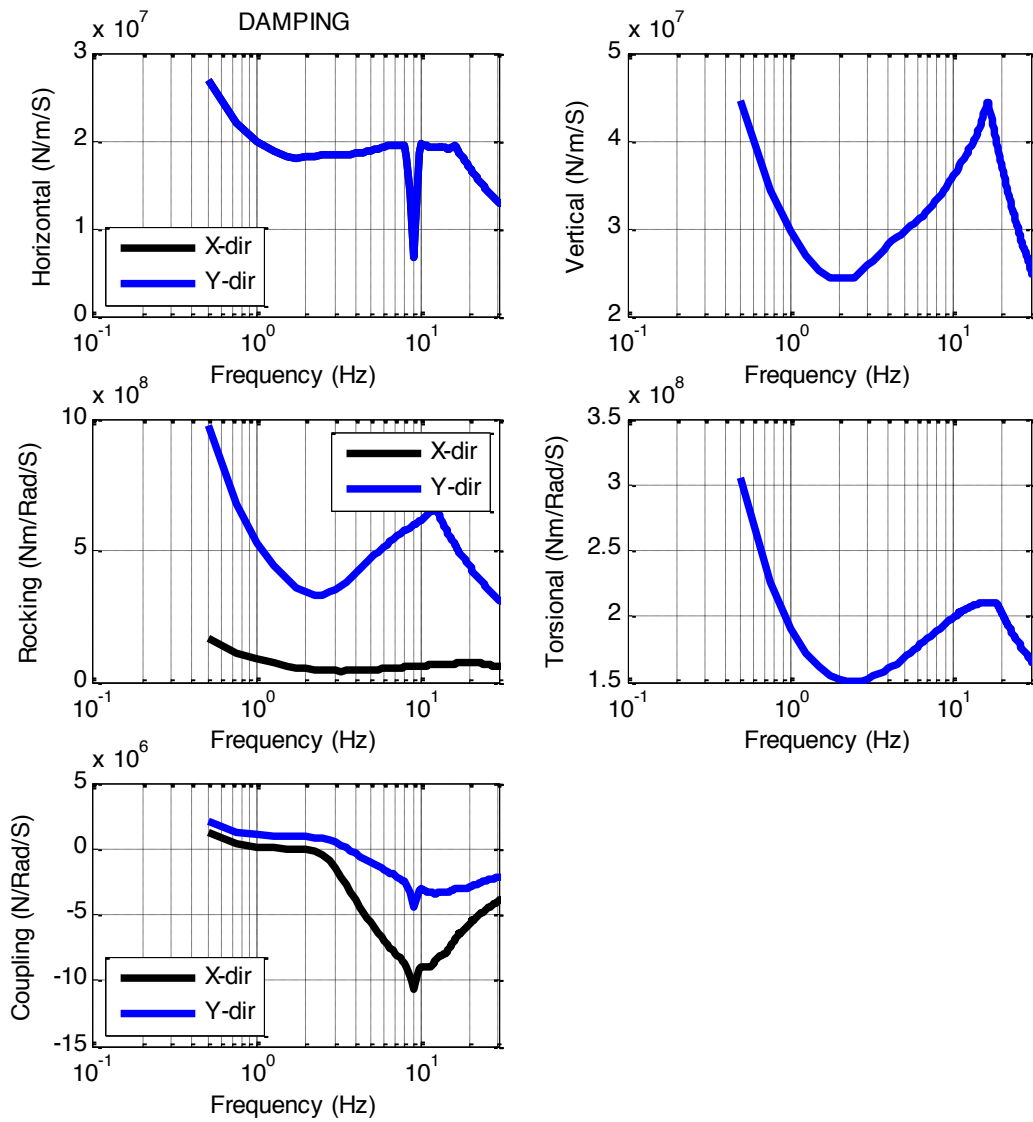 DAMPING
x 10^7
3
2
1
0
Horizontal (N/m/S)
X-dir
Y-dir
10^-1
10^0
10^1
Frequency (Hz)
x 10^7
5
4
3
2
Vertical (N/m/S)
10^-1
10^0
10^1
Frequency (Hz)
x 10^8
10
5
0
Rocking (Nm/Rad/S)
X-dir
Y-dir
10^-1
10^0
10^1
Frequency (Hz)
x 10^8
3.5
3
2.5
2
1.5
Torsional (Nm/Rad/S)
10^-1
10^0
10^1
Frequency (Hz)
x 10^6
5
0
-5
-10
-15
Coupling (N/Rad/S)
X-dir
Y-dir
10^-1
10^0
10^1
Frequency (Hz)